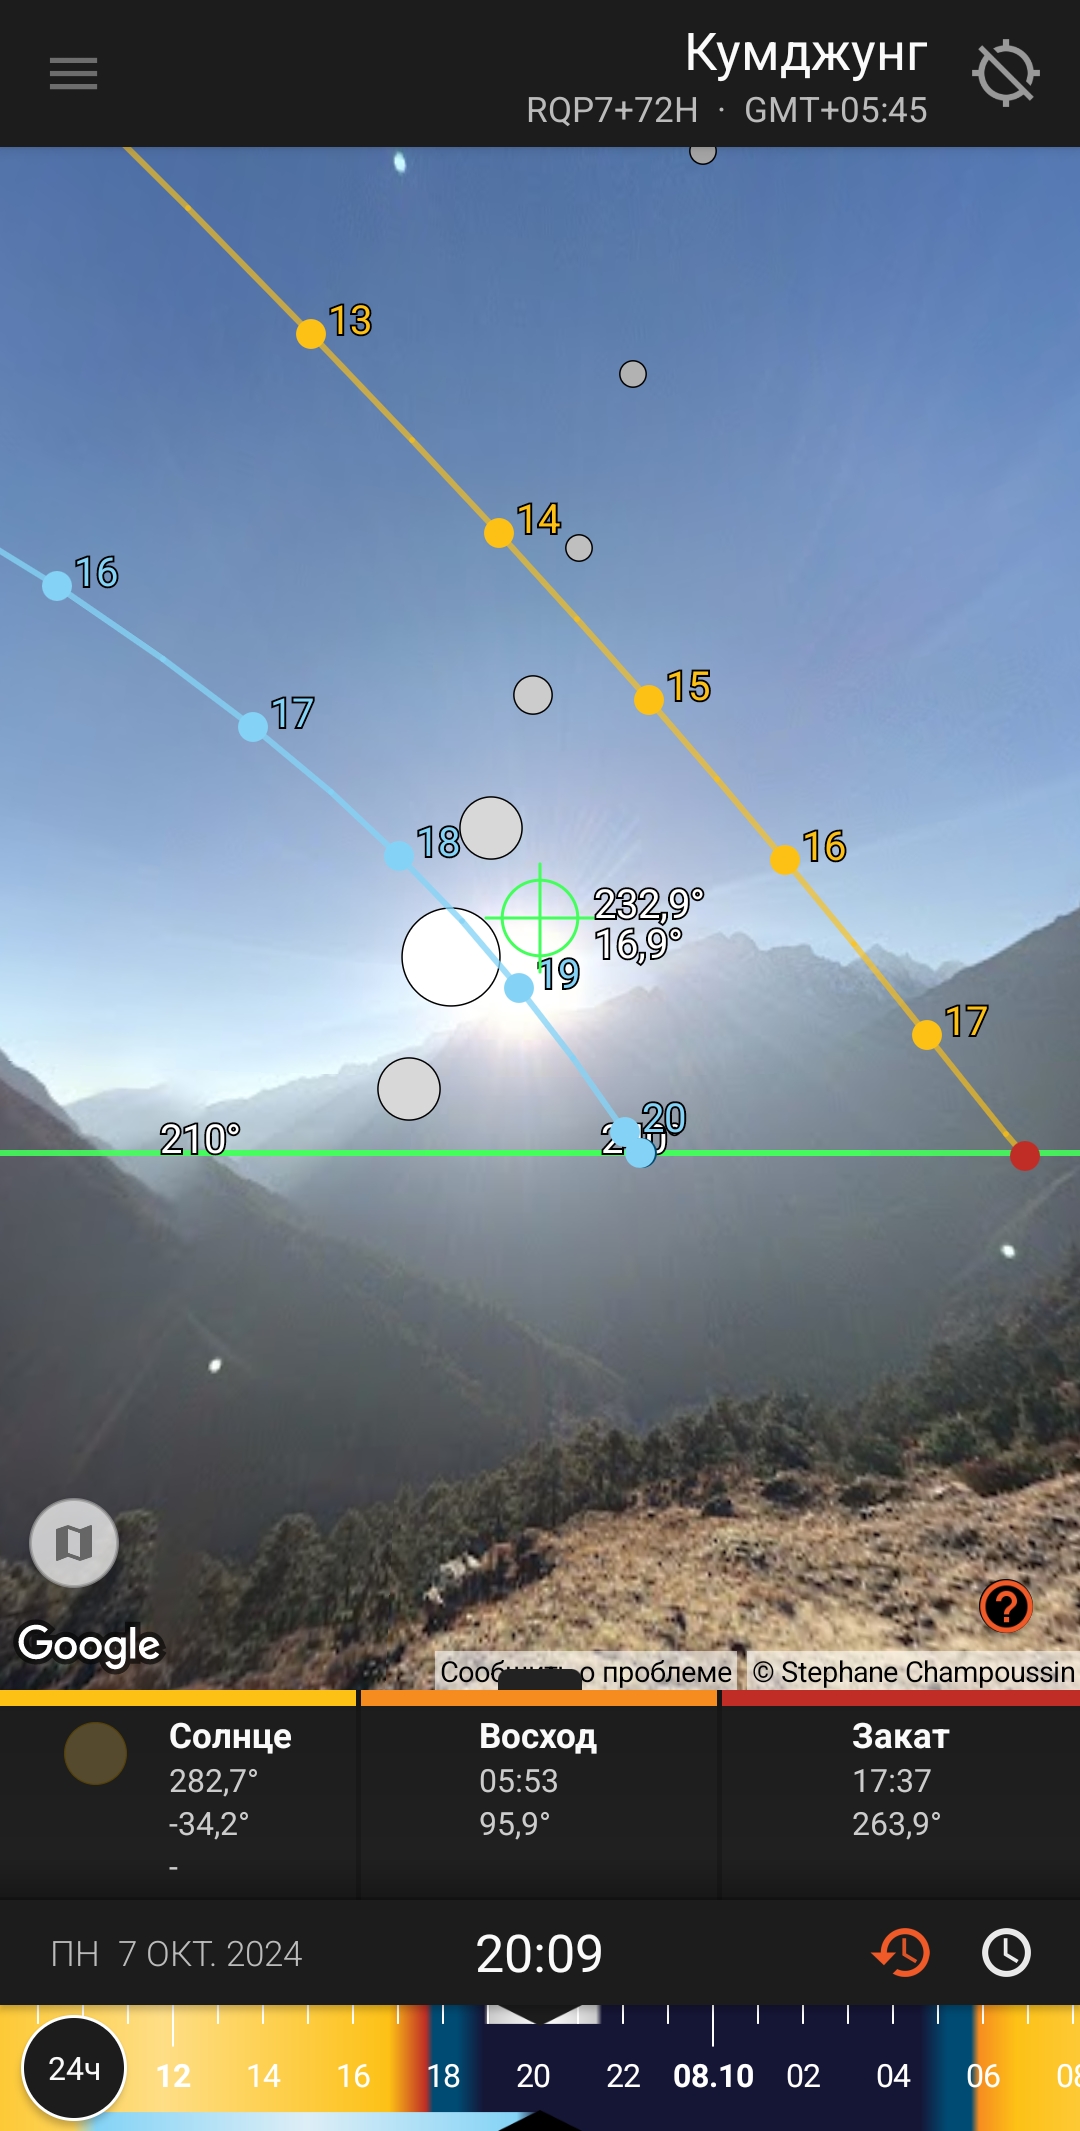 Кумджунг
RQP7+72H · GMT+05:45
13
14
16
15
17
18
16
232,9°
16,9°
19
17
20
210°
Google
Сообщить о проблеме
© Stephane Champoussin
Солнце
282,7°
-34,2°
-
Восход
05:53
95,9°
Закат
17:37
263,9°
ПН 7 ОКТ. 2024
20:09
24ч
12 14 16 18 20 22 08.10 02 04 06